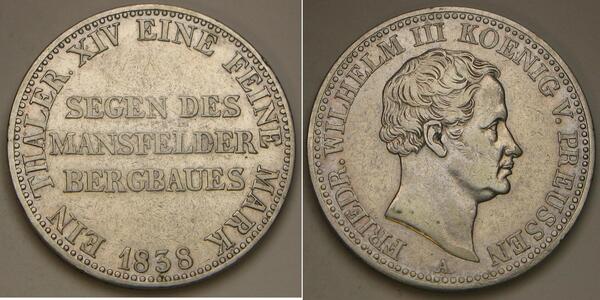 EIN THALER. XIV EINE FEINE MARK
SEGEN DES
MANSFELDER
BERGBAUES
1838
FRIEDR. WILHELM III KOENIG V. PREUSSEN
A